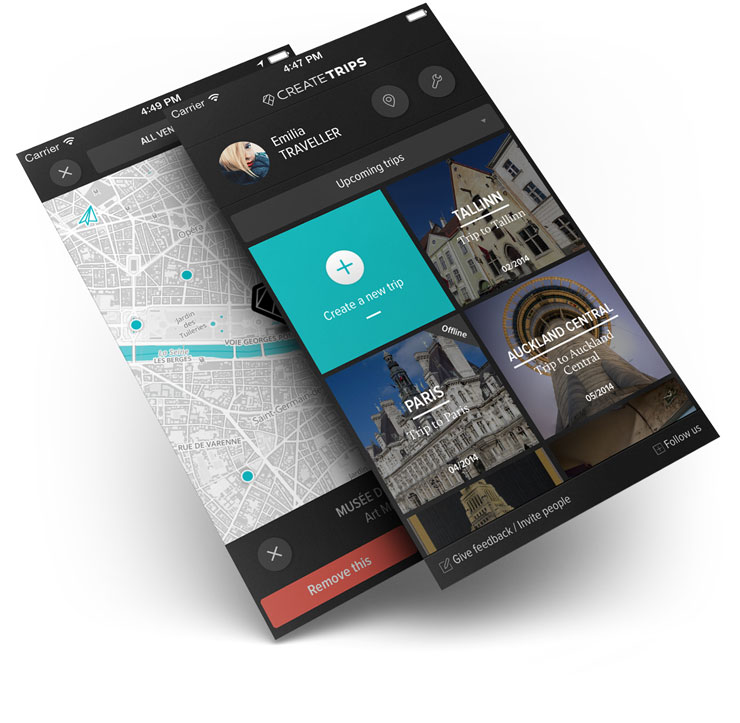 Carrier
4:49 PM
ALL VEN
Opéra
Jardin
des
Tuileries
La Seine
LES BERGES
VOIE GEORGES
Saint-Germain
RUE DE VARENNE
MUSÉE D
Art M
Remove this
Carrier
4:47 PM
CREATETRIPS
Emilia
TRAVELLER
Upcoming trips
Create a new trip
TALLINN
Trip to Tallinn
02/2014
Offline
PARIS
Trip to Paris
04/2014
AUCKLAND CENTRAL
Trip to Auckland
Central
05/2014
Give feedback / Invite people
Follow us